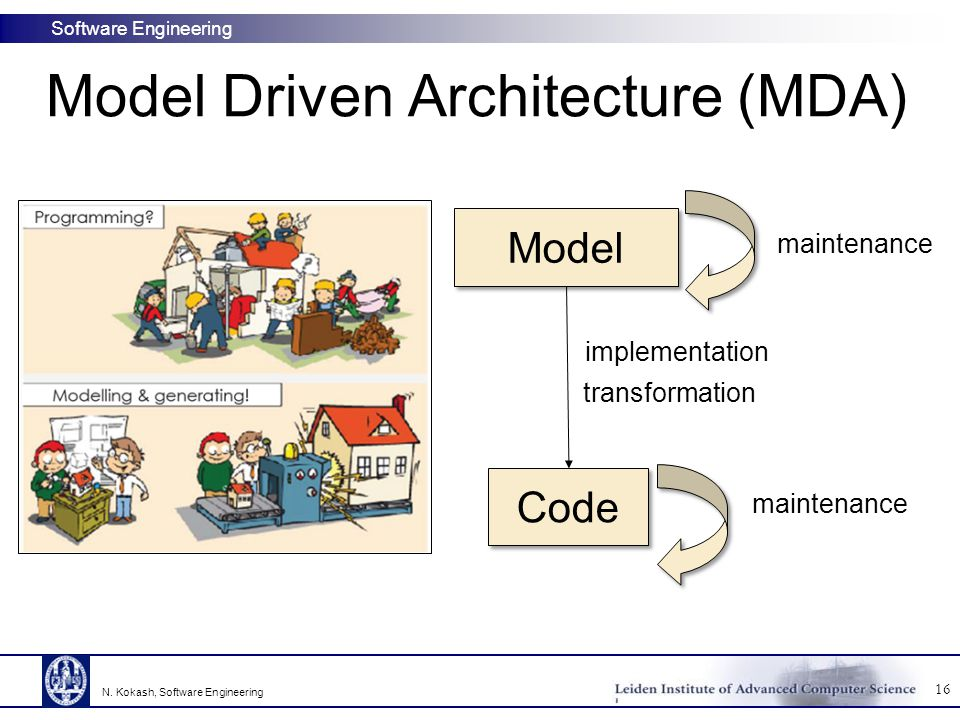 Software Engineering
Model Driven Architecture (MDA)
Programming?
Modelling & generating!
Model
maintenance
implementation
transformation
Code
maintenance
N. Kokash, Software Engineering
Leiden Institute of Advanced Computer Science
16